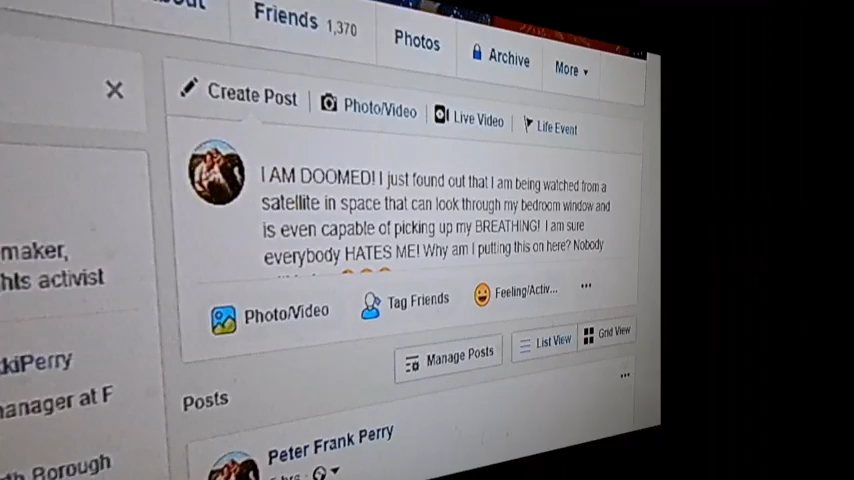 Friends 1,370
Photos
Archive
More
Create Post
Photo/Video
Live Video
Life Event
I AM DOOMED! I just found out that I am being watched from a
satellite in space that can look through my bedroom window and
is even capable of picking up my BREATHING! I am sure
everybody HATES ME! Why am I putting this on here? Nobody
maker,
hts activist
Photo/Video
Tag Friends
Feeling/Activ...
...
Manage Posts
List View
Grid View
kiPerry
manager at F
Posts
...
Peter Frank Perry
Borough